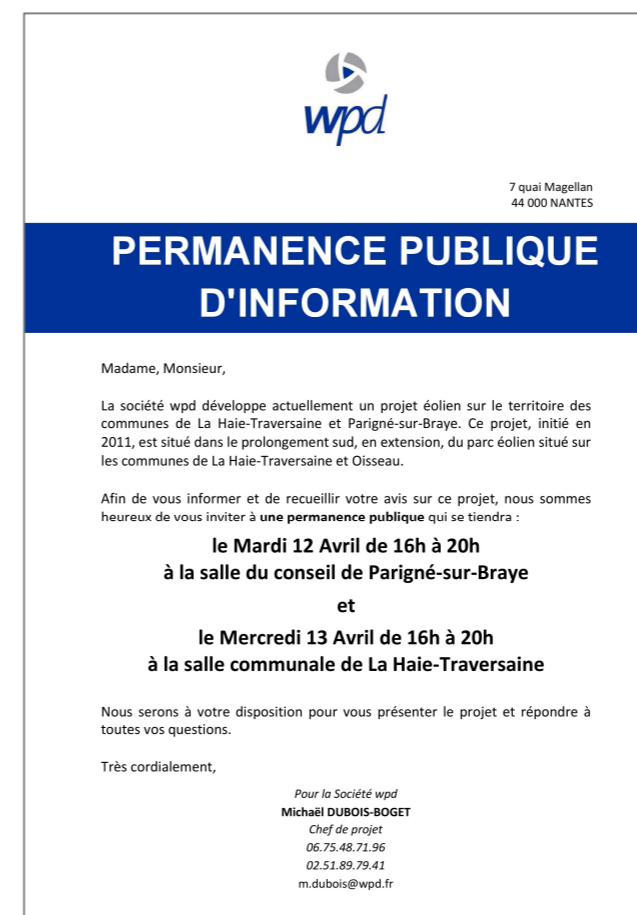 wpd
7 quai Magellan
44 000 NANTES
PERMANENCE PUBLIQUE
D'INFORMATION
Madame, Monsieur,
La société wpd développe actuellement un projet éolien sur le territoire des
communes de La Haie-Traversaine et Parigné-sur-Braye. Ce projet, initié en
2011, est situé dans le prolongement sud, en extension, du parc éolien situé sur
les communes de La Haie-Traversaine et Oisseau.
Afin de vous informer et de recueillir votre avis sur ce projet, nous sommes
heureux de vous inviter à une permanence publique qui se tiendra :
le Mardi 12 Avril de 16h à 20h
à la salle du conseil de Parigné-sur-Braye
et
le Mercredi 13 Avril de 16h à 20h
à la salle communale de La Haie-Traversaine
Nous serons à votre disposition pour vous présenter le projet et répondre à
toutes vos questions.
Très cordialement,
Pour la Société wpd
Michaël DUBOIS-BOGET
Chef de projet
06.75.48.71.96
02.51.89.79.41
m.dubois@wpd.fr